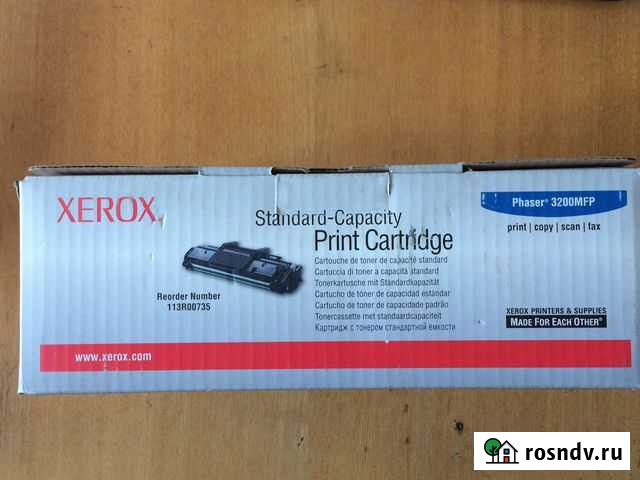 XEROX
Standard-Capacity
Print Cartridge
Cartouche de toner de capacité standard
Cartuccia di toner a capacità standard
Tonerkartusche mit Standardkapazität
Cartucho de toner de capacidad estándar
Cartucho de toner de capacidade padrão
Tonercassette met standaardcapaciteit
Картридж с тонером стандартной емкости
Reorder Number
113R00735
Phaser® 3200MFP
print | copy | scan | fax
XEROX PRINTERS & SUPPLIES
MADE FOR EACH OTHER®
www.xerox.com
rosndv.ru